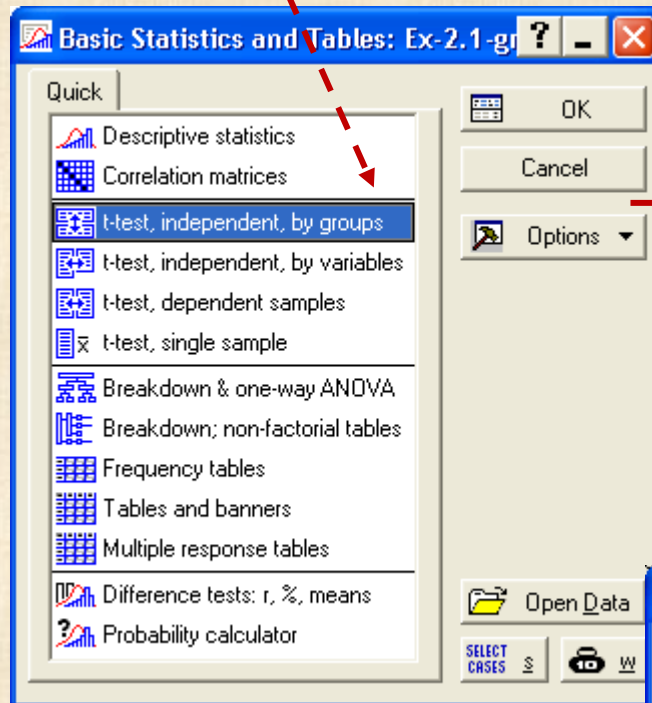 Basic Statistics and Tables: Ex-2.1-gr
Quick
Descriptive statistics
Correlation matrices
t-test, independent, by groups
t-test, independent, by variables
t-test, dependent samples
x t-test, single sample
Breakdown & one-way ANOVA
Breakdown; non-factorial tables
Frequency tables
Tables and banners
Multiple response tables
Difference tests: r, %, means
Probability calculator
OK
Cancel
Options
Open Data
SELECT CASES S
W